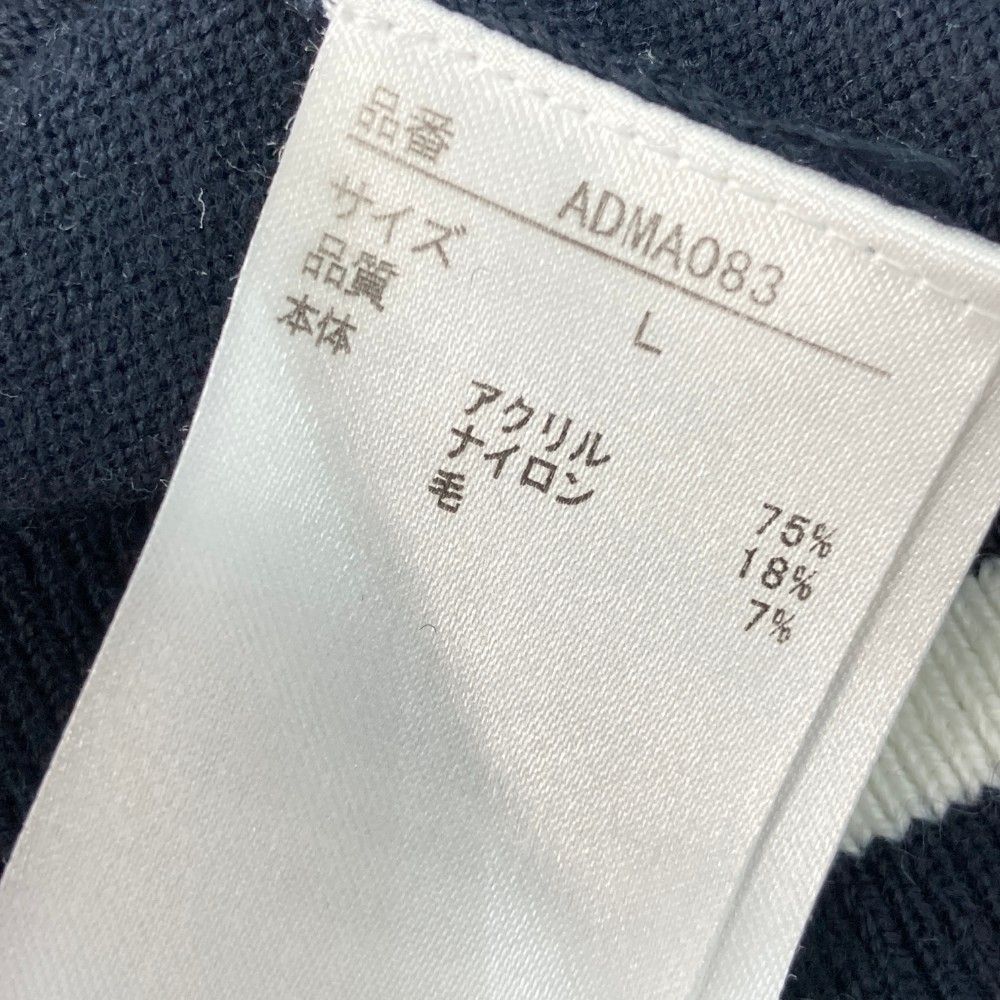 品番 ADMA083
サイズ L
品質
本体
アクリル 75%
ナイロン 18%
毛 7%